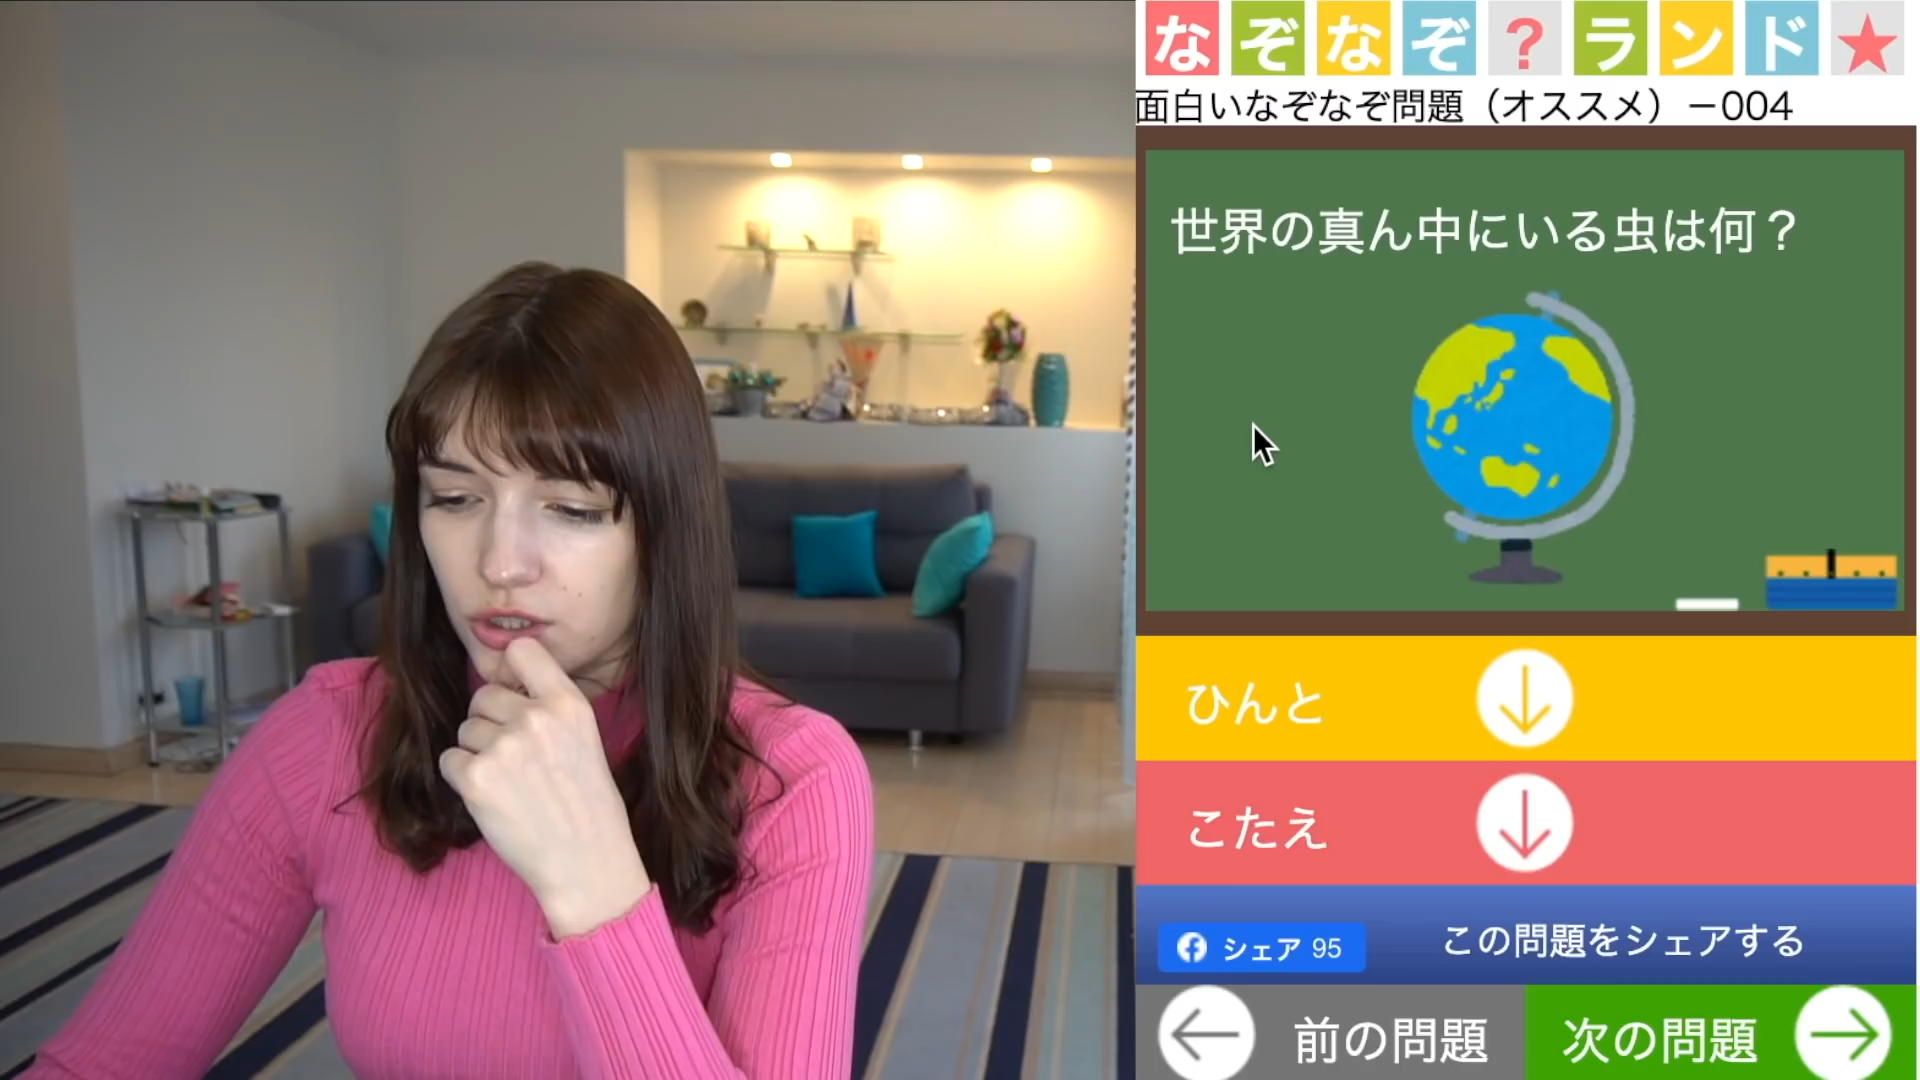 なぞなぞ?ランド★
面白いなぞなぞ問題（オススメ）－004
世界の真ん中にいる虫は何？
ひんと
こたえ
シェア 95
この問題をシェアする
前の問題
次の問題